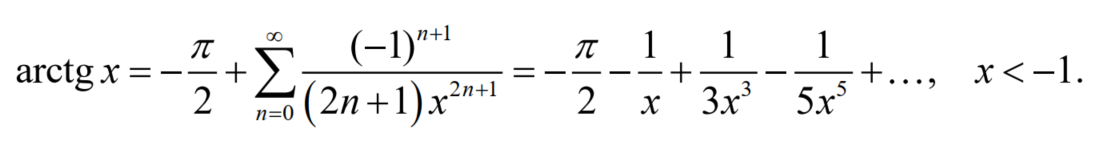 arctg x = −π/2 + ∑_{n=0}^{∞} (−1)^{n+1}/((2n+1)x^{2n+1}) = −π/2 − 1/x + 1/(3x^3) − 1/(5x^5) + …, x < −1.